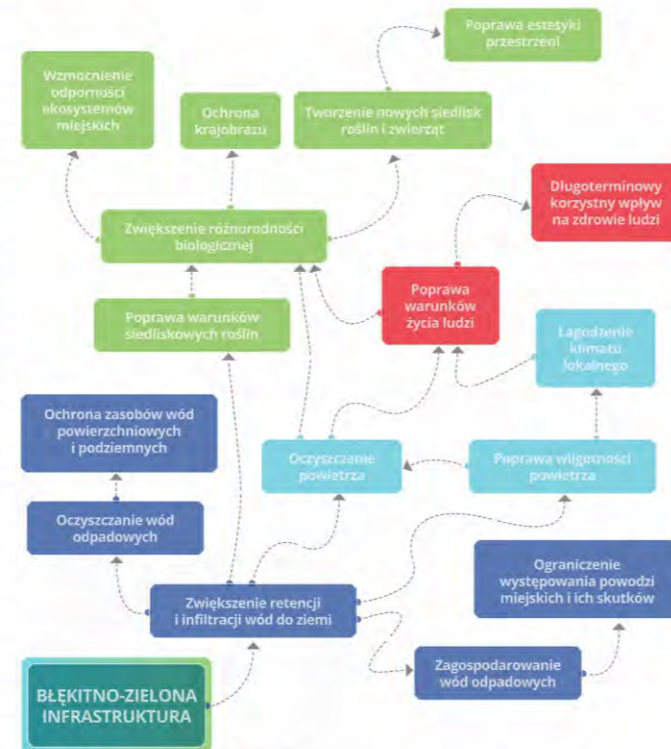 Poprawa estetyki
przestrzeni
Wzmocnienie
odporności
ekosystemów
miejskich
Ochrona
krajobrazu
Tworzenie nowych siedlisk
roślin i zwierząt
Długoterminowy
korzystny wpływ
na zdrowie ludzi
Zwiększenie różnorodności
biologicznej
Poprawa
warunków
życia ludzi
Poprawa warunków
siedliskowych roślin
Łagodzenie
klimatu
lokalnego
Ochrona zasobów wód
powierzchniowych
i podziemnych
Oczyszczanie
powietrza
Poprawa wilgotności
powietrza
Oczyszczanie wód
odpadowych
Ograniczenie
występowania powodzi
miejskich i ich skutków
Zwiększenie retencji
i infiltracji wód do ziemi
Zagospodarowanie
wód odpadowych
BŁĘKITNO-ZIELONA
INFRASTRUKTURA